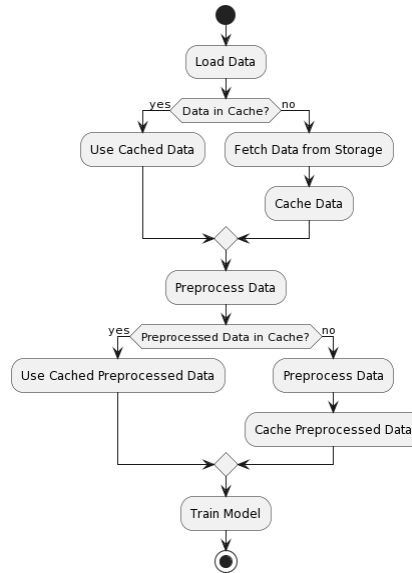 Load Data
yes
Data in Cache?
no
Use Cached Data
Fetch Data from Storage
Cache Data
Preprocess Data
yes
Preprocessed Data in Cache?
no
Use Cached Preprocessed Data
Preprocess Data
Cache Preprocessed Data
Train Model